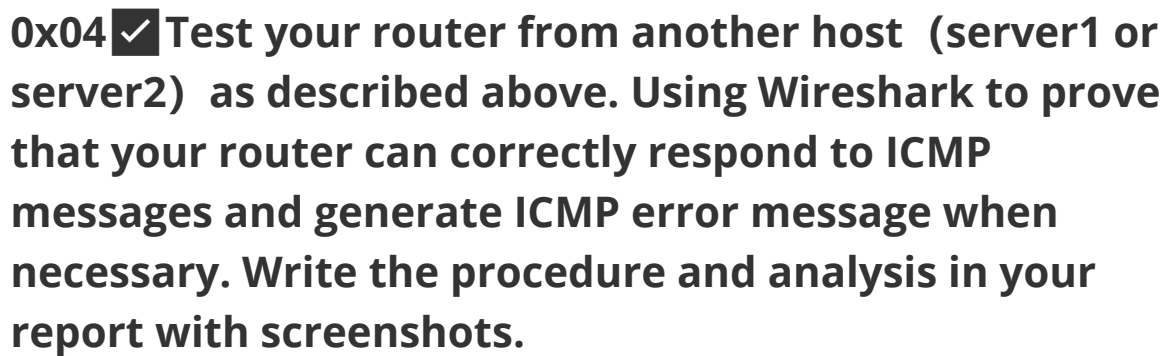 0x04✅Test your router from another host（server1 or
server2）as described above. Using Wireshark to prove
that your router can correctly respond to ICMP
messages and generate ICMP error message when
necessary. Write the procedure and analysis in your
report with screenshots.